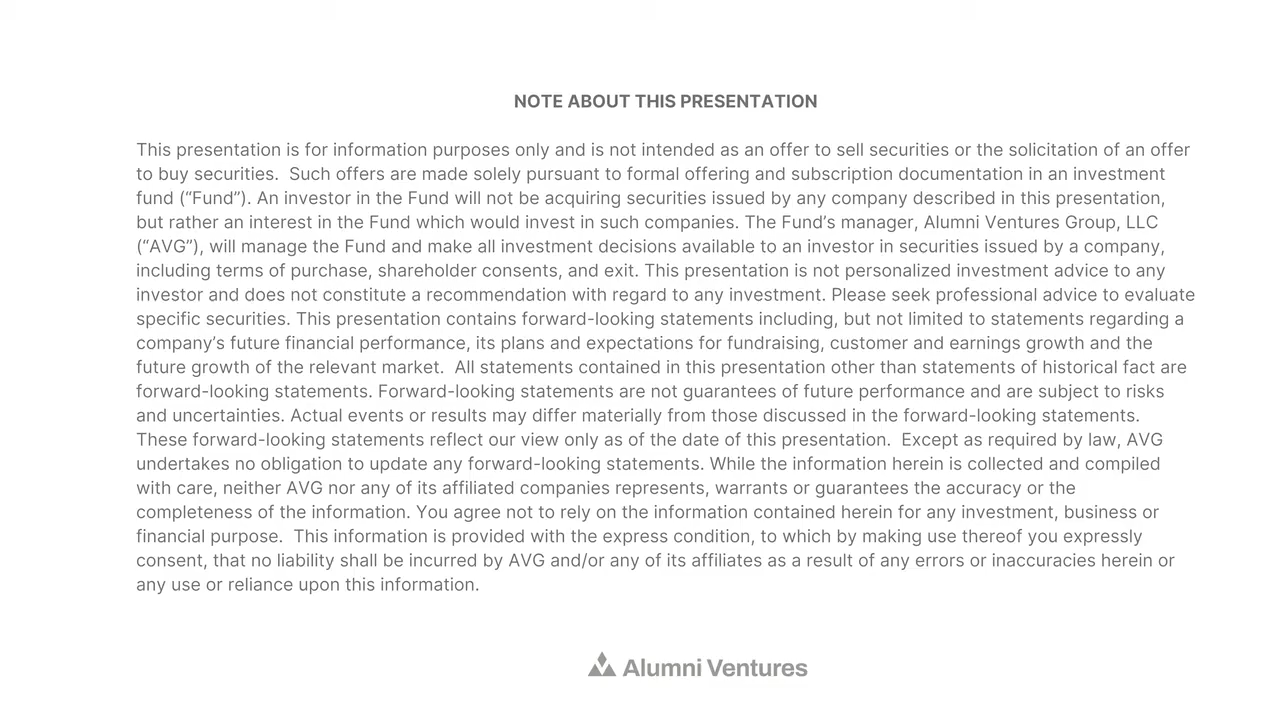 NOTE ABOUT THIS PRESENTATION
This presentation is for information purposes only and is not intended as an offer to sell securities or the solicitation of an offer
to buy securities.  Such offers are made solely pursuant to formal offering and subscription documentation in an investment
fund (“Fund”). An investor in the Fund will not be acquiring securities issued by any company described in this presentation,
but rather an interest in the Fund which would invest in such companies. The Fund’s manager, Alumni Ventures Group, LLC
(“AVG”), will manage the Fund and make all investment decisions available to an investor in securities issued by a company,
including terms of purchase, shareholder consents, and exit. This presentation is not personalized investment advice to any
investor and does not constitute a recommendation with regard to any investment. Please seek professional advice to evaluate
specific securities. This presentation contains forward-looking statements including, but not limited to statements regarding a
company’s future financial performance, its plans and expectations for fundraising, customer and earnings growth and the
future growth of the relevant market.  All statements contained in this presentation other than statements of historical fact are
forward-looking statements. Forward-looking statements are not guarantees of future performance and are subject to risks
and uncertainties. Actual events or results may differ materially from those discussed in the forward-looking statements.
These forward-looking statements reflect our view only as of the date of this presentation.  Except as required by law, AVG
undertakes no obligation to update any forward-looking statements. While the information herein is collected and compiled
with care, neither AVG nor any of its affiliated companies represents, warrants or guarantees the accuracy or the
completeness of the information. You agree not to rely on the information contained herein for any investment, business or
financial purpose.  This information is provided with the express condition, to which by making use thereof you expressly
consent, that no liability shall be incurred by AVG and/or any of its affiliates as a result of any errors or inaccuracies herein or
any use or reliance upon this information.
Alumni Ventures